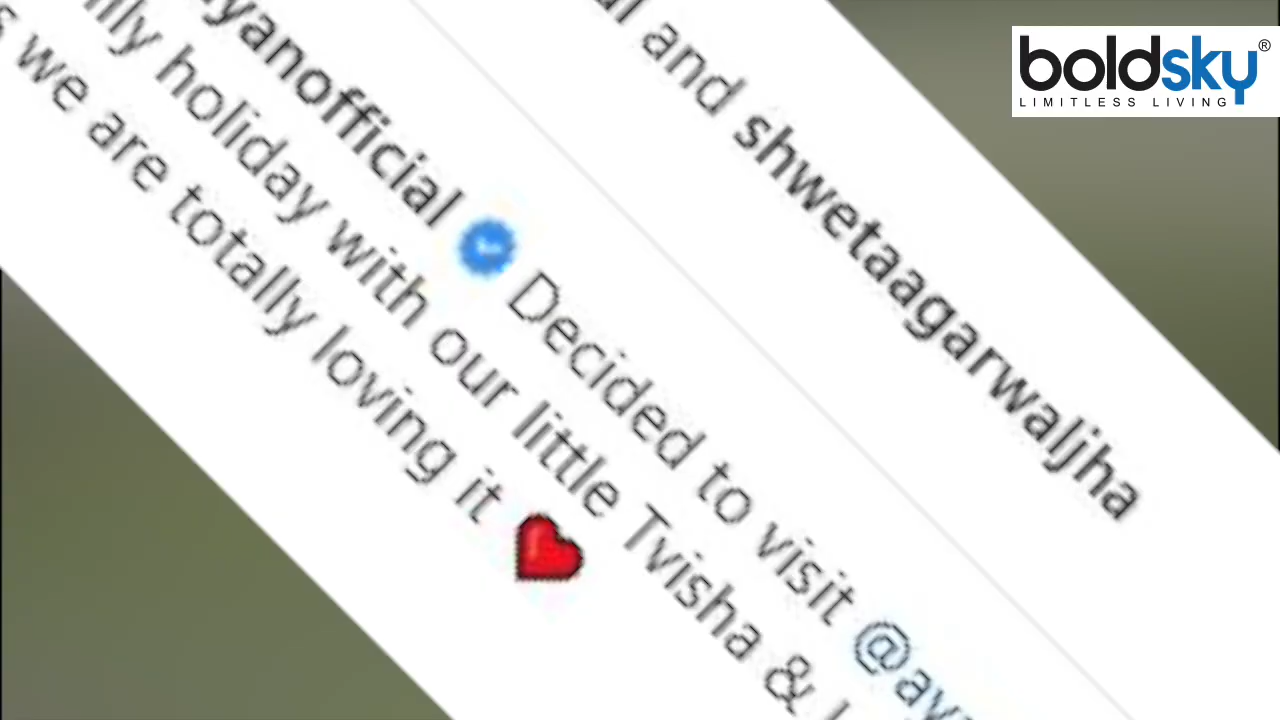 and shwetaagarwaljha
yanofficial Decided to visit
holiday with our little Tvisha &
we are totally loving it ❤️
boldsky®
LIMITLESS LIVING